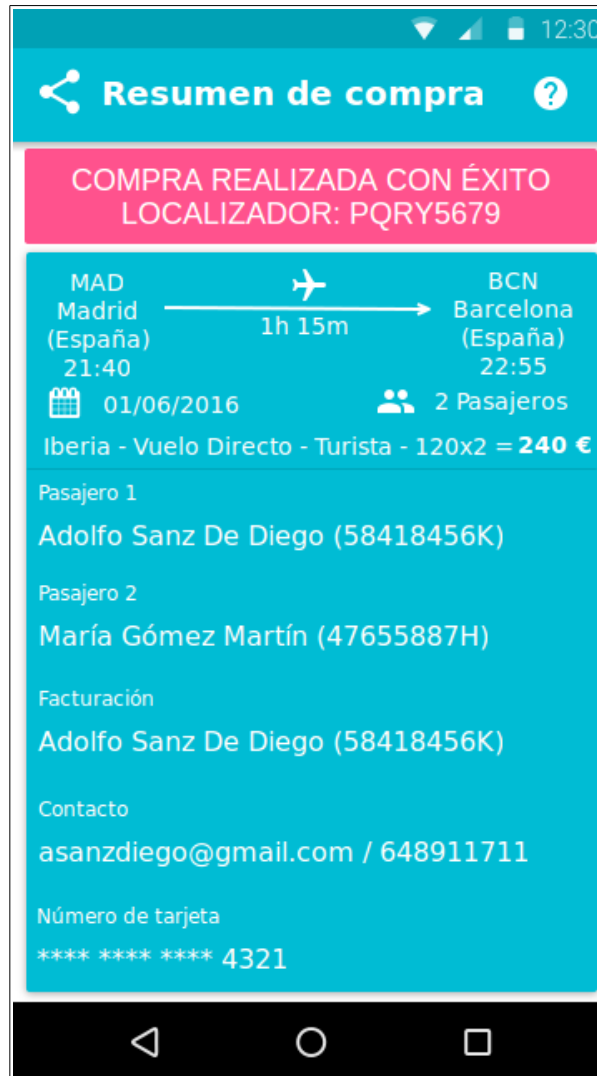 12:30
Resumen de compra
?
COMPRA REALIZADA CON ÉXITO
LOCALIZADOR: PQRY5679
MAD
Madrid
(España)
21:40
1h 15m
BCN
Barcelona
(España)
22:55
01/06/2016
2 Pasajeros
Iberia - Vuelo Directo - Turista - 120x2 = 240 €
Pasajero 1
Adolfo Sanz De Diego (58418456K)
Pasajero 2
María Gómez Martín (47655887H)
Facturación
Adolfo Sanz De Diego (58418456K)
Contacto
asanzdiego@gmail.com / 648911711
Número de tarjeta
**** **** **** 4321